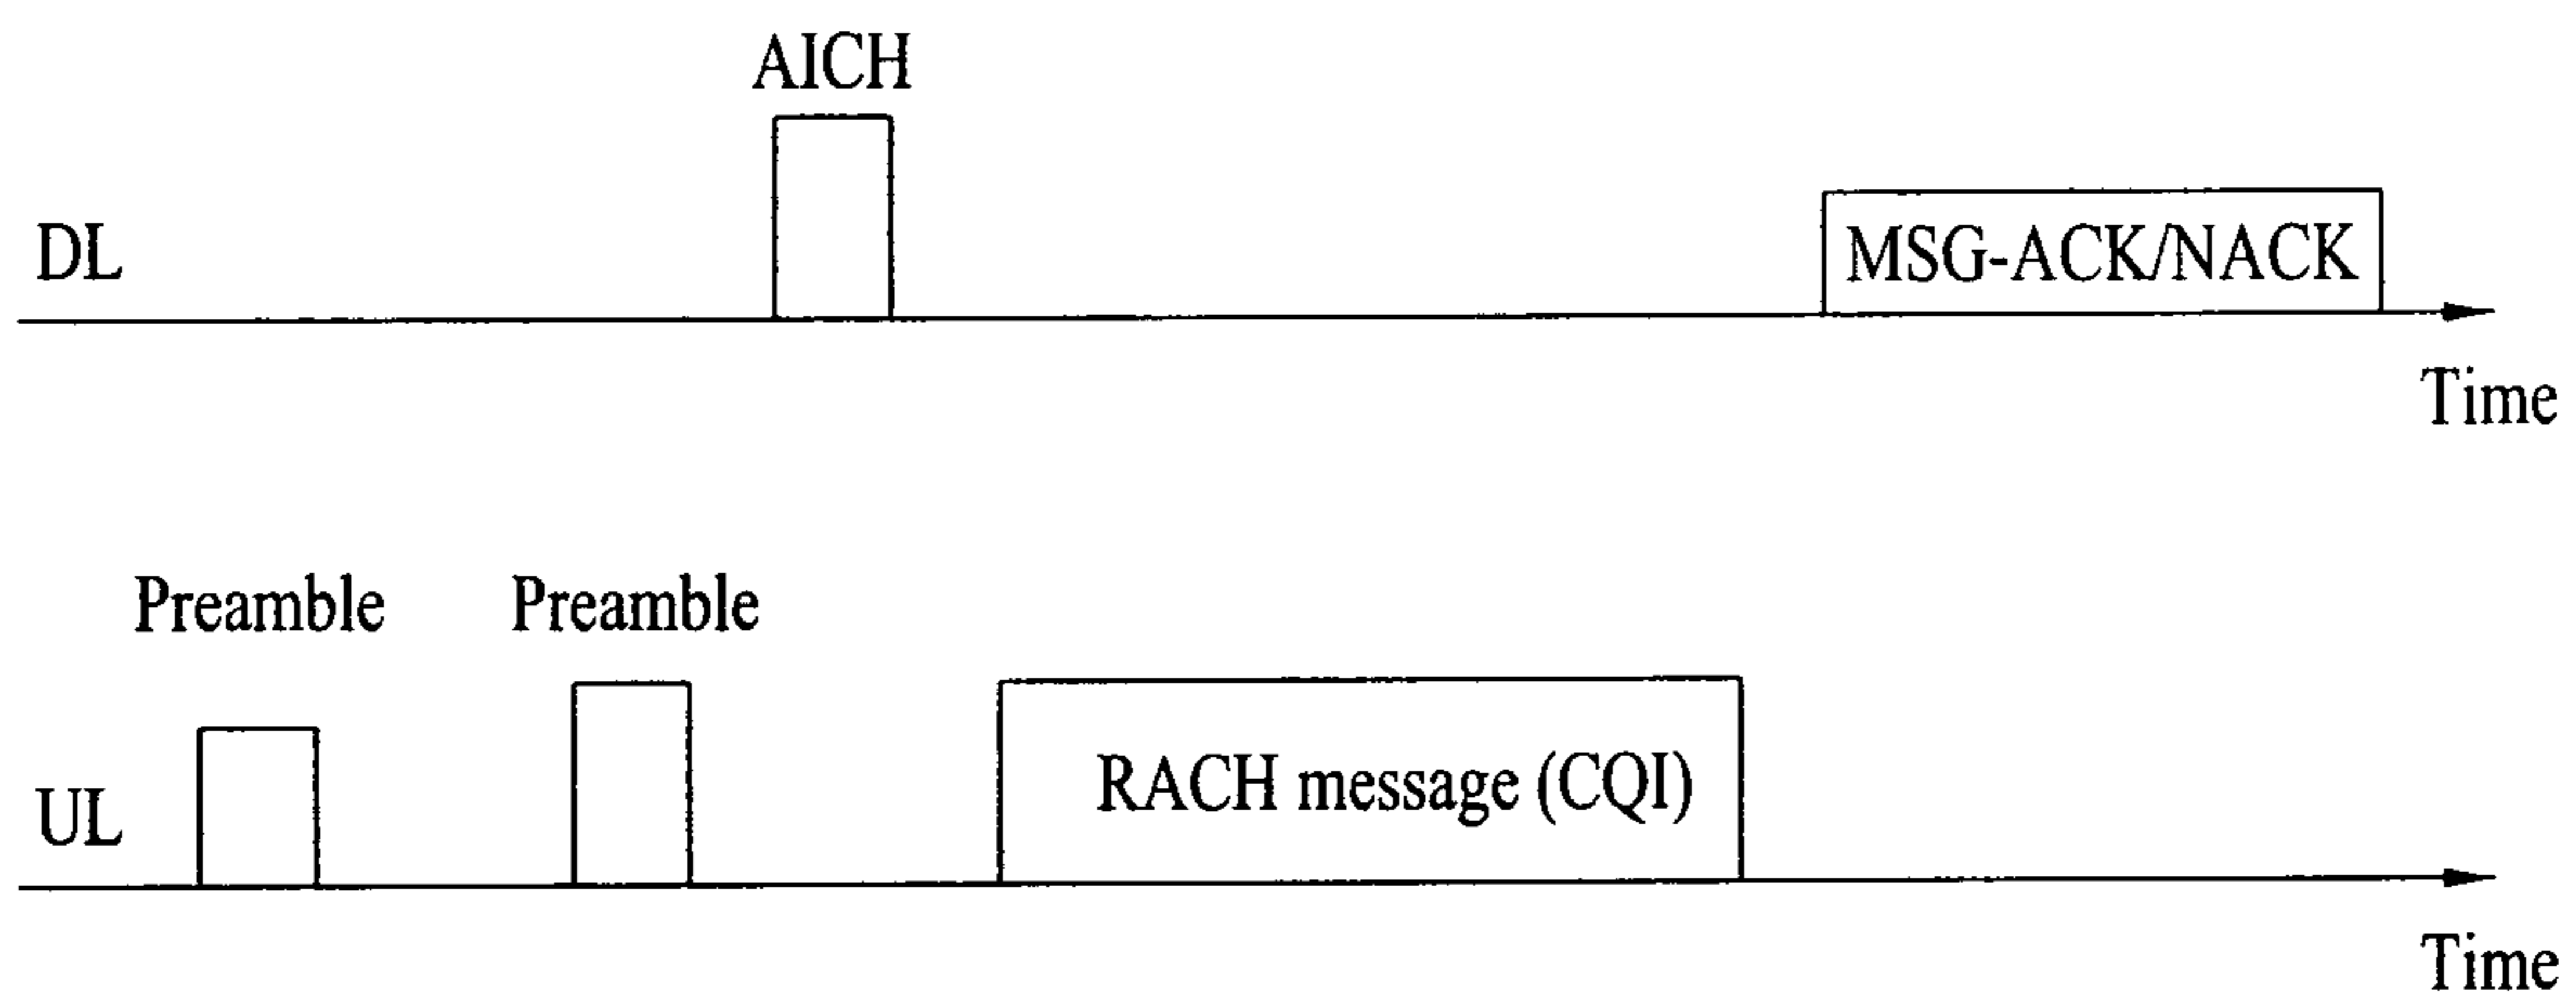 AICH
DL
MSG-ACK/NACK
Time
Preamble Preamble
UL
RACH message (CQI)
Time